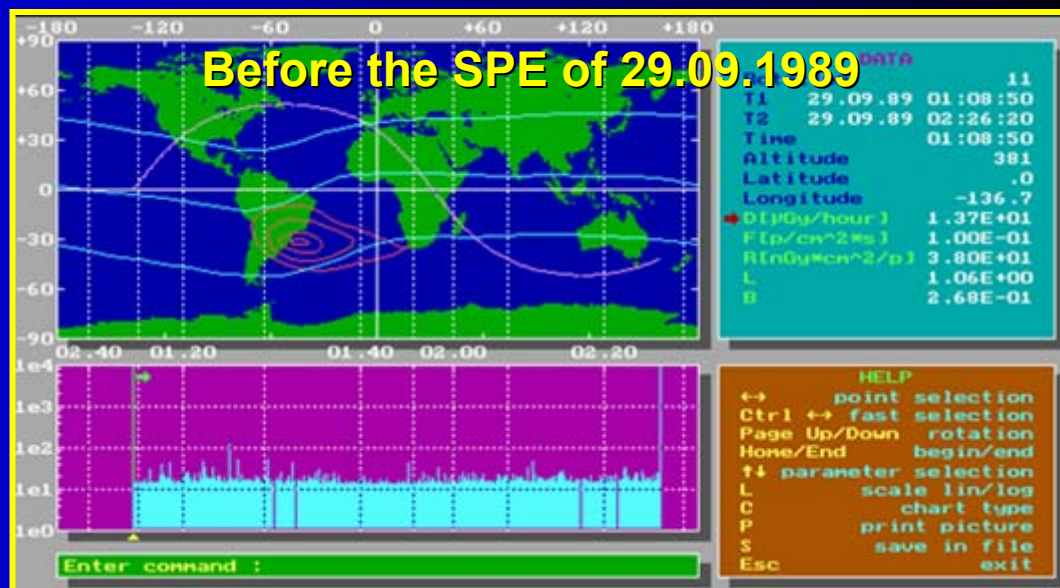 -180 -120 -60 0 +60 +120 +180
Before the SPE of 29.09.1989
+90
+60
+30
0
-30
-60
-90
02.40 01.20 01.40 02.00 02.20
1e4
1e3
1e2
1e1
1e0
Enter command :
DATA
11
T1 29.09.89 01:08:50
T2 29.09.89 02:26:20
Time 01:08:50
Altitude 381
Latitude .0
Longitude -136.7
D[μGy/hour] 1.37E+01
F[p/cm^2*s] 1.00E-01
R[nGy*cm^2/p] 3.80E+01
L 1.06E+00
B 2.68E-01
HELP
↔ point selection
Ctrl ↔ fast selection
Page Up/Down rotation
Home/End begin/end
↑↓ parameter selection
L scale lin/log
C chart type
P print picture
S save in file
Esc exit